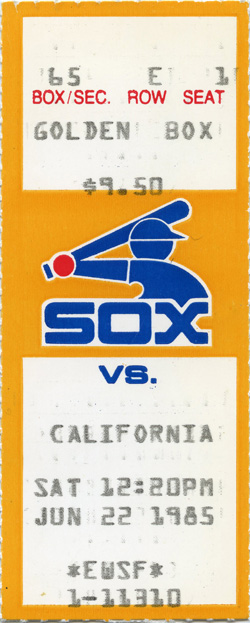 '65 E 1
BOX/SEC. ROW SEAT
GOLDEN BOX
$9.50
SOX
VS.
CALIFORNIA
SAT 12:20PM
JUN 22 1985
*EWSF*
1-11310